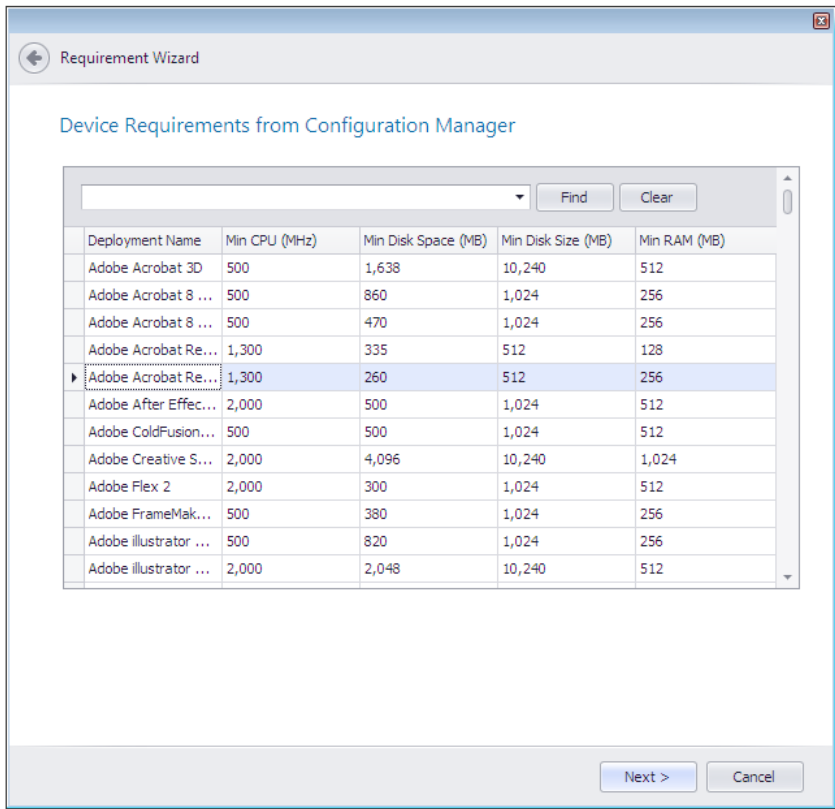 Requirement Wizard
Device Requirements from Configuration Manager
Find Clear
Deployment Name Min CPU (MHz) Min Disk Space (MB) Min Disk Size (MB) Min RAM (MB)
Adobe Acrobat 3D 500 1,638 10,240 512
Adobe Acrobat 8 ... 500 860 1,024 256
Adobe Acrobat 8 ... 500 470 1,024 256
Adobe Acrobat Re... 1,300 335 512 128
Adobe Acrobat Re... 1,300 260 512 256
Adobe After Effec... 2,000 500 1,024 512
Adobe ColdFusion... 500 500 1,024 512
Adobe Creative S... 2,000 4,096 10,240 1,024
Adobe Flex 2 2,000 300 1,024 512
Adobe FrameMak... 500 380 1,024 256
Adobe illustrator ... 500 820 1,024 256
Adobe illustrator ... 2,000 2,048 10,240 512
Next > Cancel